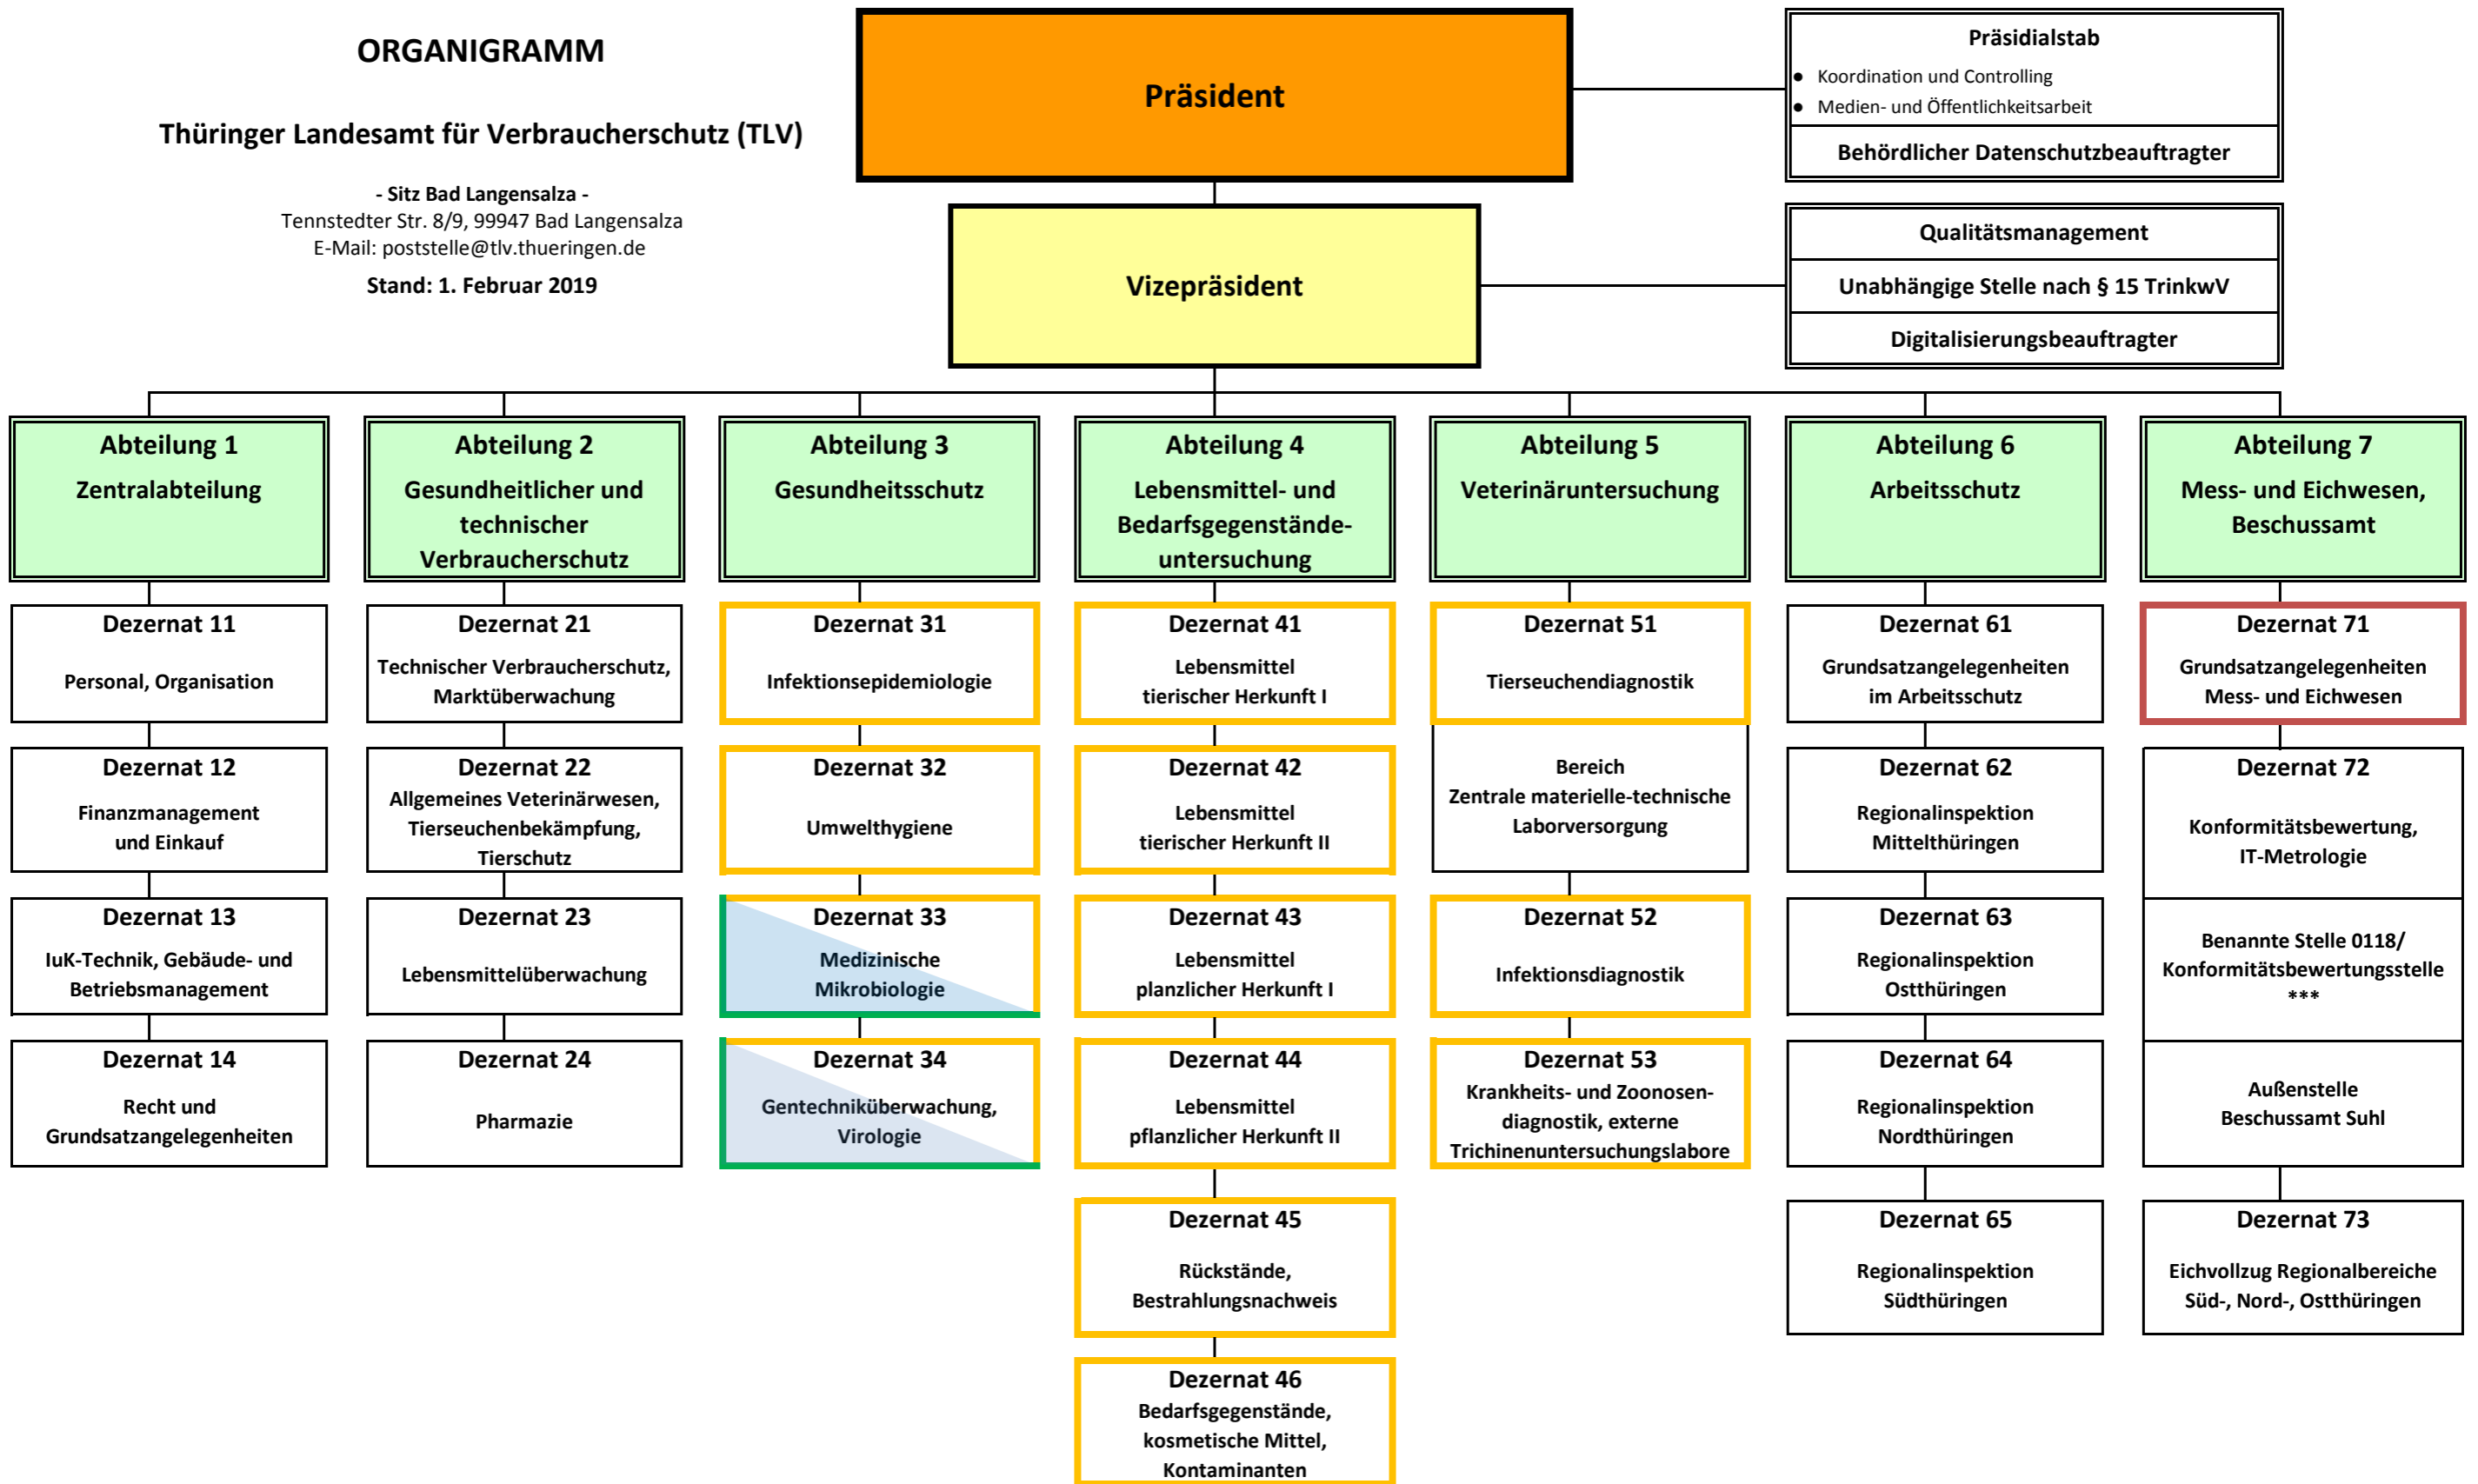 ORGANIGRAMM
Thüringer Landesamt für Verbraucherschutz (TLV)
- Sitz Bad Langensalza -
Tennstedter Str. 8/9, 99947 Bad Langensalza
E-Mail: poststelle@tlv.thueringen.de
Stand: 1. Februar 2019
Präsident
Präsidialstab
● Koordination und Controlling
● Medien- und Öffentlichkeitsarbeit
Behördlicher Datenschutzbeauftragter
Vizepräsident
Qualitätsmanagement
Unabhängige Stelle nach § 15 TrinkwV
Digitalisierungsbeauftragter
Abteilung 1
Zentralabteilung
Dezernat 11
Personal, Organisation
Dezernat 12
Finanzmanagement
und Einkauf
Dezernat 13
IuK-Technik, Gebäude- und
Betriebsmanagement
Dezernat 14
Recht und
Grundsatzangelegenheiten
Abteilung 2
Gesundheitlicher und
technischer
Verbraucherschutz
Dezernat 21
Technischer Verbraucherschutz,
Marktüberwachung
Dezernat 22
Allgemeines Veterinärwesen,
Tierseuchenbekämpfung,
Tierschutz
Dezernat 23
Lebensmittelüberwachung
Dezernat 24
Pharmazie
Abteilung 3
Gesundheitsschutz
Dezernat 31
Infektionsepidemiologie
Dezernat 32
Umwelthygiene
Dezernat 33
Medizinische
Mikrobiologie
Dezernat 34
Gentechniküberwachung,
Virologie
Abteilung 4
Lebensmittel- und
Bedarfsgegenstände-
untersuchung
Dezernat 41
Lebensmittel
tierischer Herkunft I
Dezernat 42
Lebensmittel
tierischer Herkunft II
Dezernat 43
Lebensmittel
planzlicher Herkunft I
Dezernat 44
Lebensmittel
pflanzlicher Herkunft II
Dezernat 45
Rückstände,
Bestrahlungsnachweis
Dezernat 46
Bedarfsgegenstände,
kosmetische Mittel,
Kontaminanten
Abteilung 5
Veterinäruntersuchung
Dezernat 51
Tierseuchendiagnostik
Bereich
Zentrale materielle-technische
Laborversorgung
Dezernat 52
Infektionsdiagnostik
Dezernat 53
Krankheits- und Zoonosen-
diagnostik, externe
Trichinenuntersuchungslabore
Abteilung 6
Arbeitsschutz
Dezernat 61
Grundsatzangelegenheiten
im Arbeitsschutz
Dezernat 62
Regionalinspektion
Mittelthüringen
Dezernat 63
Regionalinspektion
Ostthüringen
Dezernat 64
Regionalinspektion
Nordthüringen
Dezernat 65
Regionalinspektion
Südthüringen
Abteilung 7
Mess- und Eichwesen,
Beschussamt
Dezernat 71
Grundsatzangelegenheiten
Mess- und Eichwesen
Dezernat 72
Konformitätsbewertung,
IT-Metrologie
Benannte Stelle 0118/
Konformitätsbewertungsstelle
***
Außenstelle
Beschussamt Suhl
Dezernat 73
Eichvollzug Regionalbereiche
Süd-, Nord-, Ostthüringen